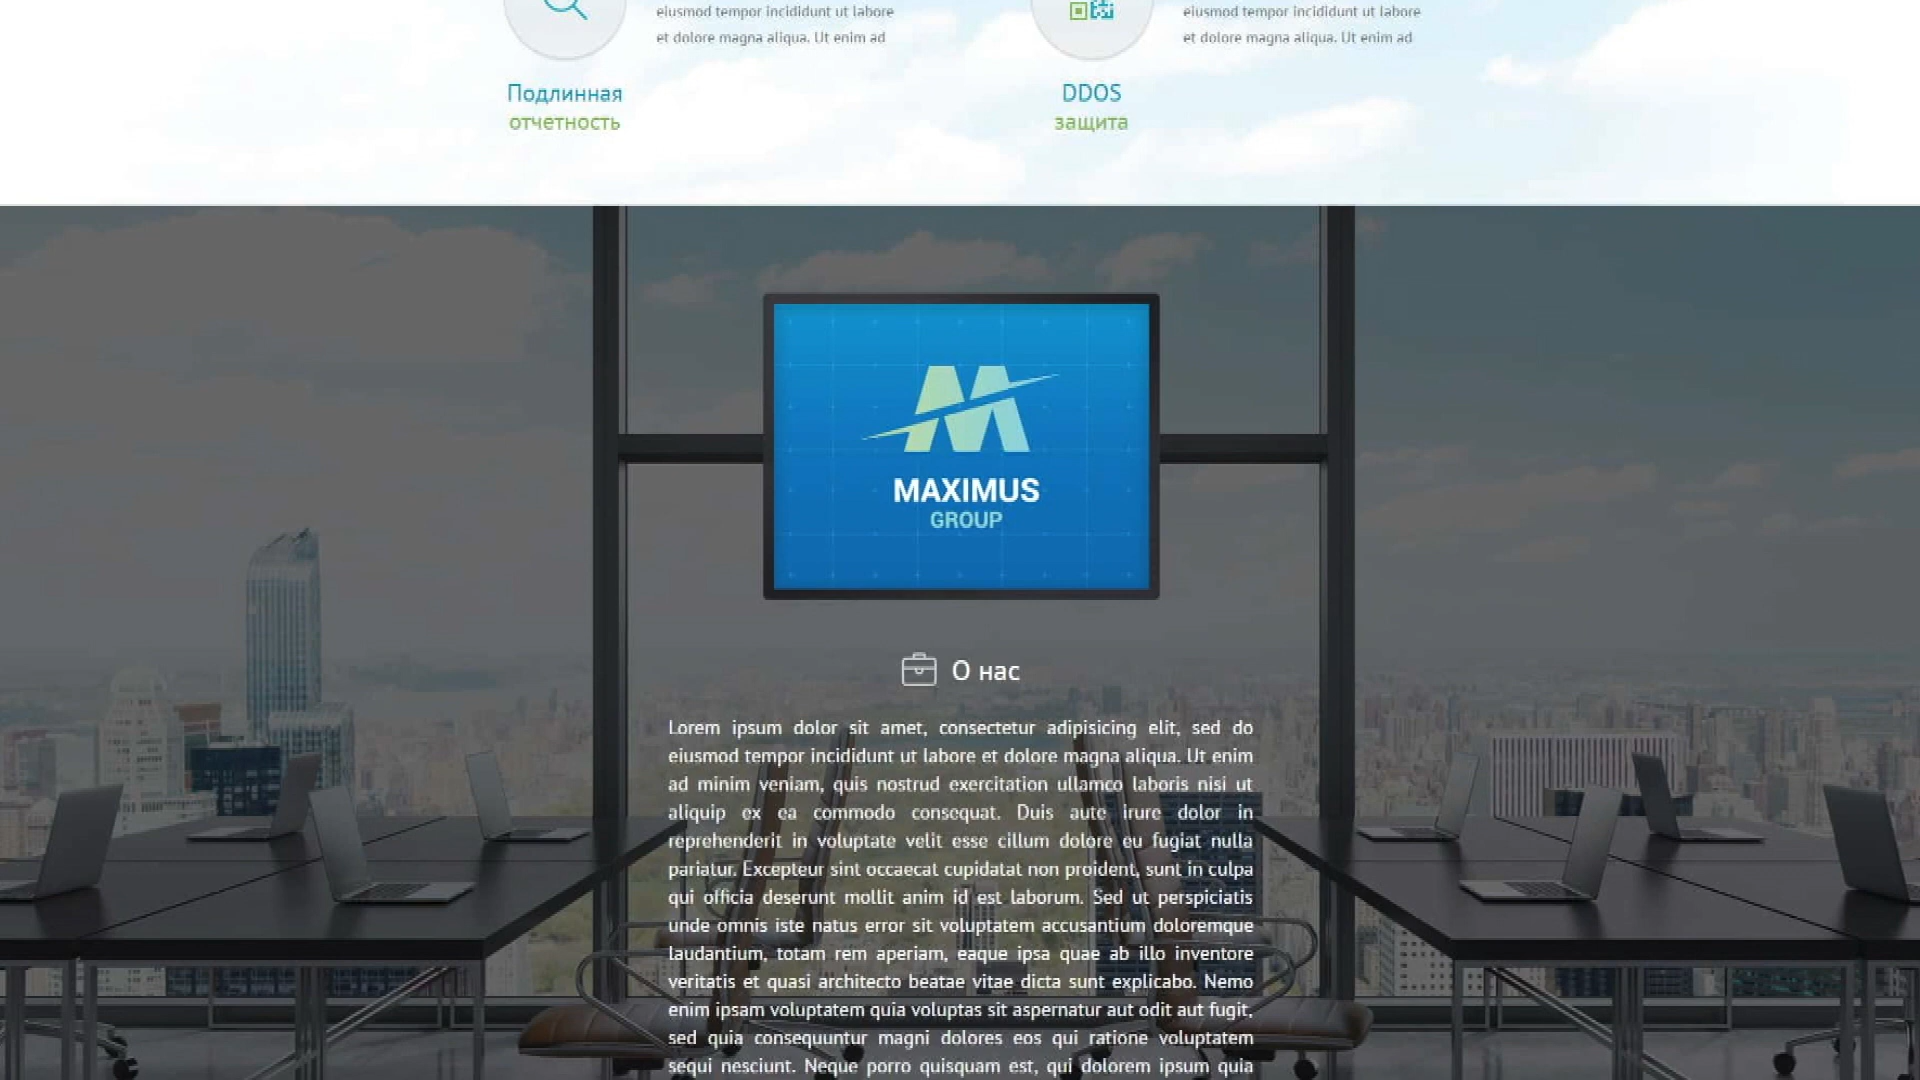 eiusmod tempor incididunt ut labore
et dolore magna aliqua. Ut enim ad
Подлинная
отчетность
eiusmod tempor incididunt ut labore
et dolore magna aliqua. Ut enim ad
DDOS
защита
MAXIMUS
GROUP
О нас
Lorem ipsum dolor sit amet, consectetur adipisicing elit, sed do
eiusmod tempor incididunt ut labore et dolore magna aliqua. Ut enim
ad minim veniam, quis nostrud exercitation ullamco laboris nisi ut
aliquip ex ea commodo consequat. Duis aute irure dolor in
reprehenderit in voluptate velit esse cillum dolore eu fugiat nulla
pariatur. Excepteur sint occaecat cupidatat non proident, sunt in culpa
qui officia deserunt mollit anim id est laborum. Sed ut perspiciatis
unde omnis iste natus error sit voluptatem accusantium doloremque
laudantium, totam rem aperiam, eaque ipsa quae ab illo inventore
veritatis et quasi architecto beatae vitae dicta sunt explicabo. Nemo
enim ipsam voluptatem quia voluptas sit aspernatur aut odit aut fugit,
sed quia consequuntur magni dolores eos qui ratione voluptatem
sequi nesciunt. Neque porro quisquam est, qui dolorem ipsum quia